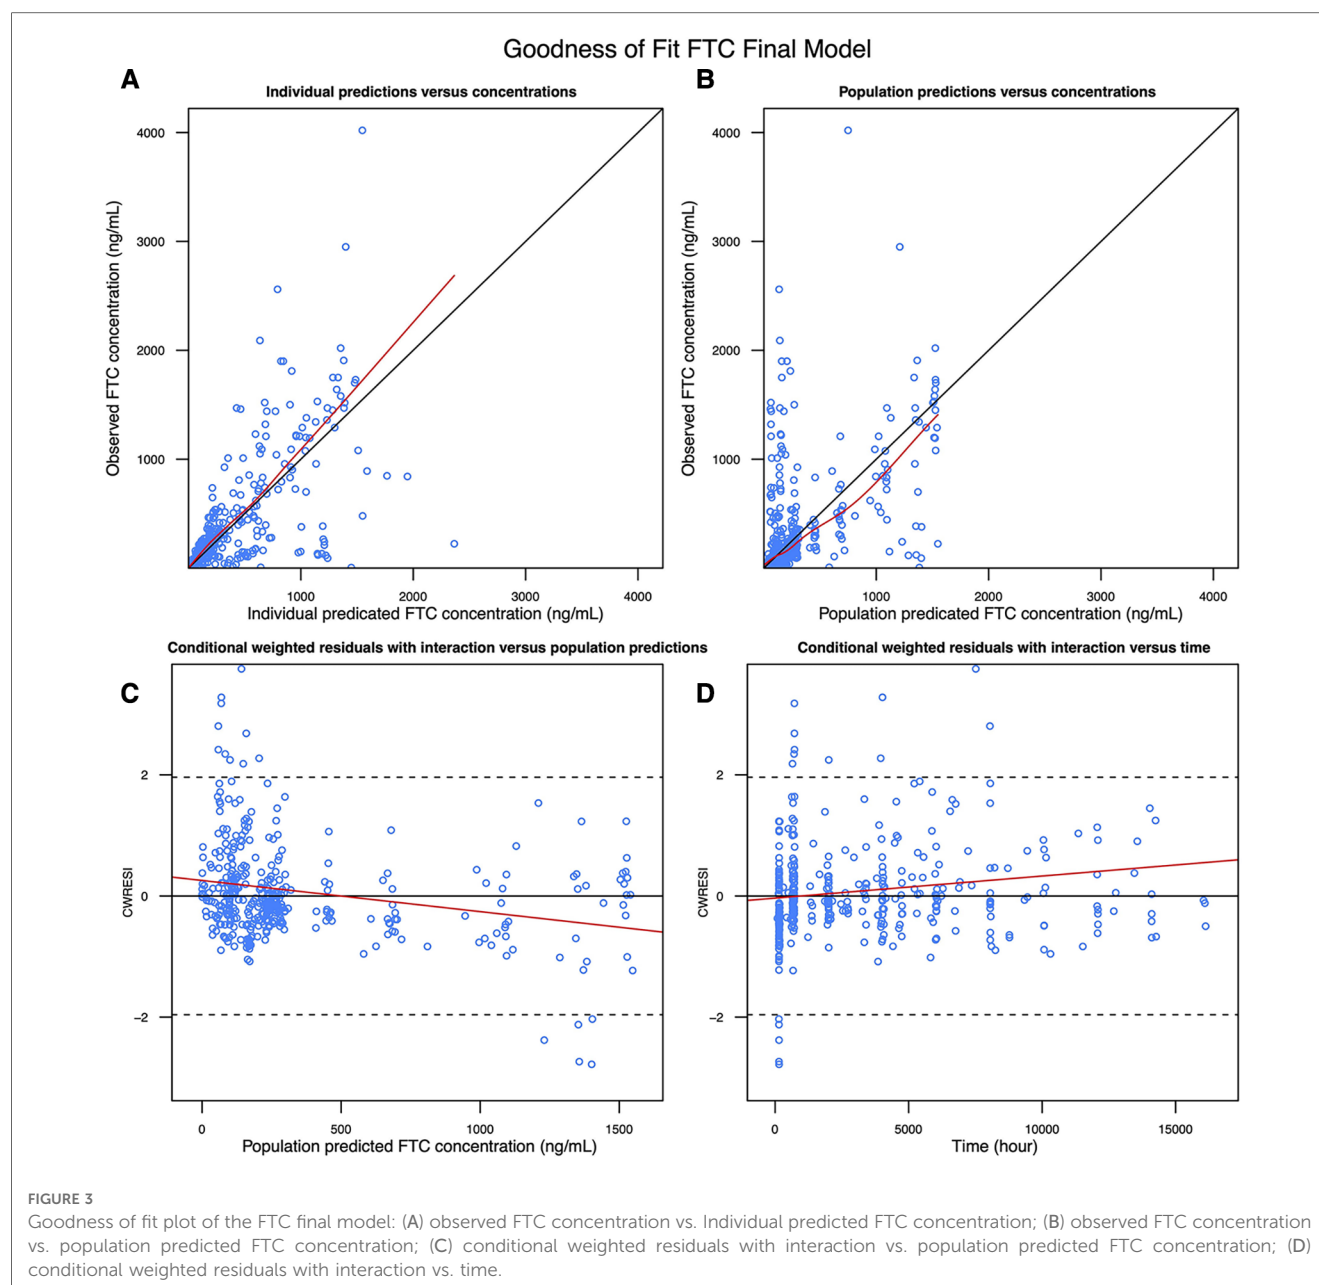 Goodness of Fit FTC Final Model
A
Individual predictions versus concentrations
Observed FTC concentration (ng/mL)
4000
3000
2000
1000
1000 2000 3000 4000
Individual predicated FTC concentration (ng/mL)
B
Population predictions versus concentrations
Observed FTC concentration (ng/mL)
4000
3000
2000
1000
1000 2000 3000 4000
Population predicated FTC concentration (ng/mL)
Conditional weighted residuals with interaction versus population predictions
C
CWRESI
2
0
−2
0 500 1000 1500
Population predicted FTC concentration (ng/mL)
Conditional weighted residuals with interaction versus time
D
CWRESI
2
0
−2
0 5000 10000 15000
Time (hour)
FIGURE 3
Goodness of fit plot of the FTC final model: (A) observed FTC concentration vs. Individual predicted FTC concentration; (B) observed FTC concentration
vs. population predicted FTC concentration; (C) conditional weighted residuals with interaction vs. population predicted FTC concentration; (D)
conditional weighted residuals with interaction vs. time.